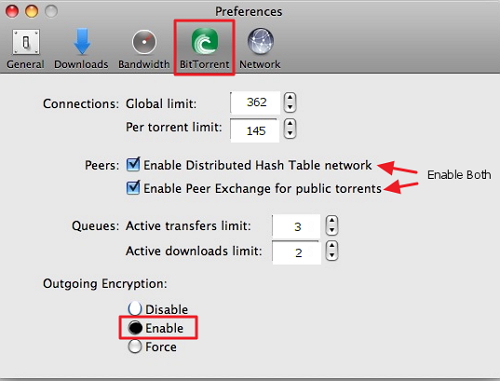 Preferences
General Downloads Bandwidth BitTorrent Network
Connections: Global limit: 362
Per torrent limit: 145
Peers: Enable Distributed Hash Table network
Enable Both
Enable Peer Exchange for public torrents
Queues: Active transfers limit: 3
Active downloads limit: 2
Outgoing Encryption:
Disable
Enable
Force